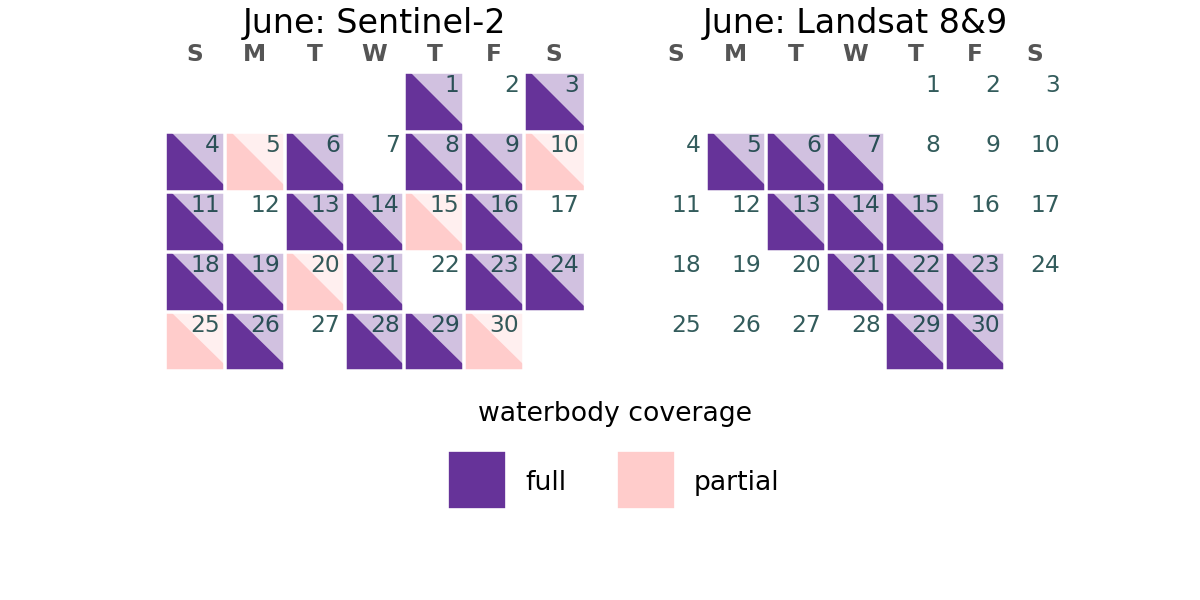 June: Sentinel-2
S M T W T F S
1 2 3
4 5 6 7 8 9 10
11 12 13 14 15 16 17
18 19 20 21 22 23 24
25 26 27 28 29 30
June: Landsat 8&9
S M T W T F S
1 2 3
4 5 6 7 8 9 10
11 12 13 14 15 16 17
18 19 20 21 22 23 24
25 26 27 28 29 30
waterbody coverage
full partial